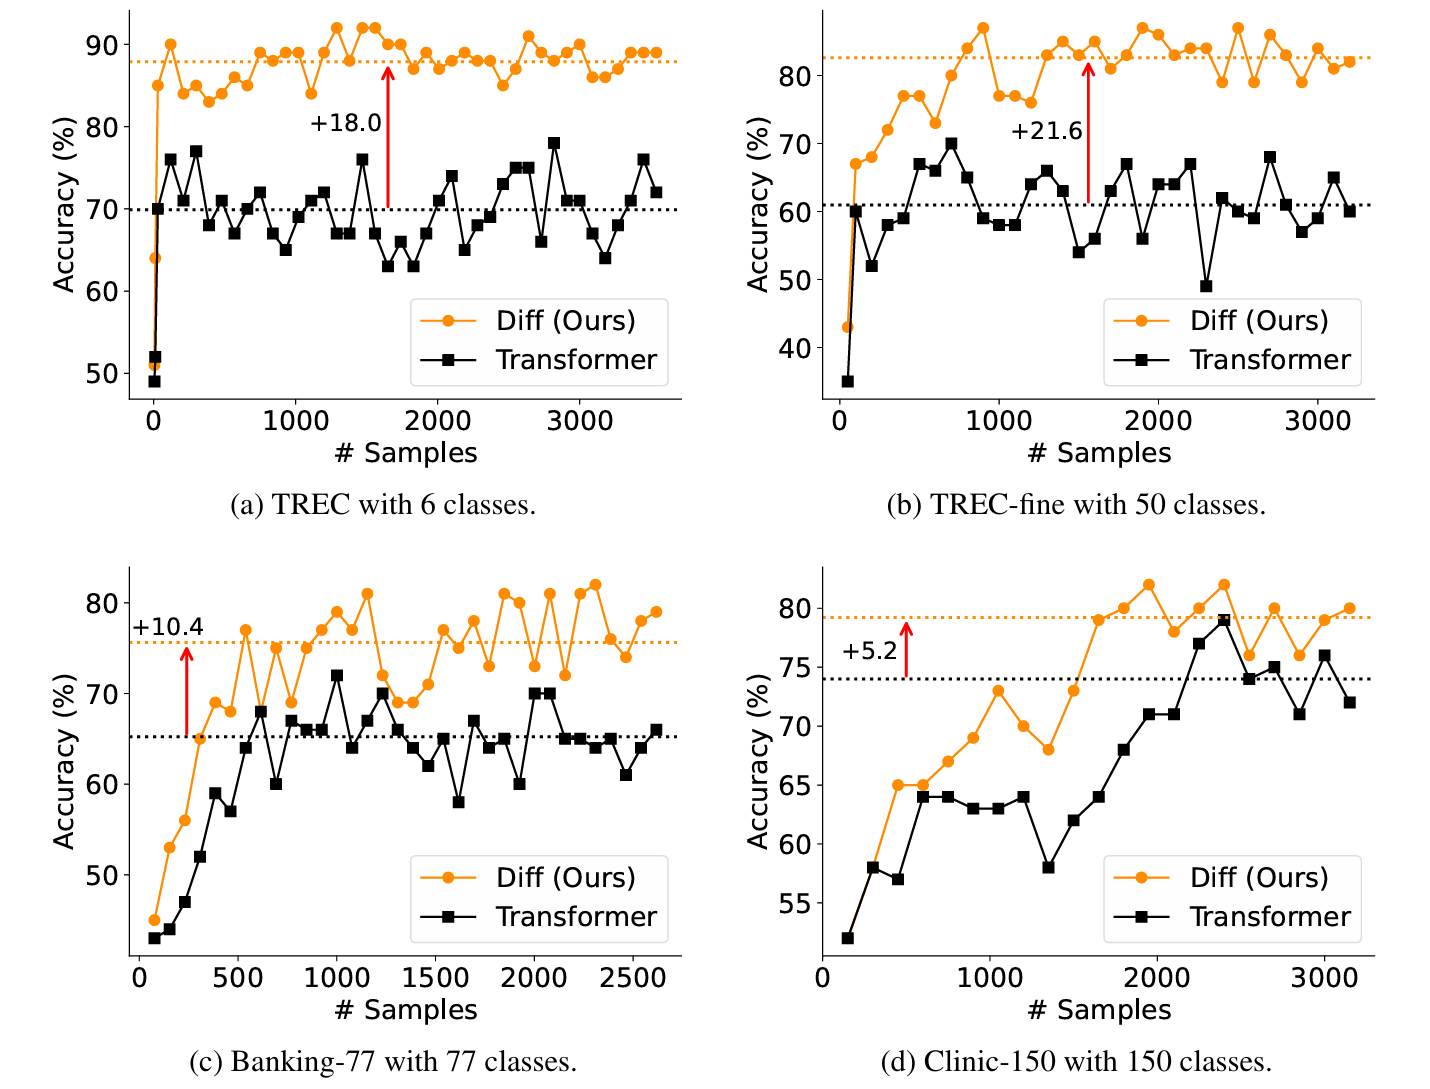 90
80
70
60
50
Accuracy (%)
+18.0
Diff (Ours)
Transformer
0 1000 2000 3000
# Samples
(a) TREC with 6 classes.
80
70
60
50
40
Accuracy (%)
+21.6
Diff (Ours)
Transformer
0 1000 2000 3000
# Samples
(b) TREC-fine with 50 classes.
80
70
60
50
Accuracy (%)
+10.4
Diff (Ours)
Transformer
0 500 1000 1500 2000 2500
# Samples
(c) Banking-77 with 77 classes.
80
75
70
65
60
55
Accuracy (%)
+5.2
Diff (Ours)
Transformer
0 1000 2000 3000
# Samples
(d) Clinic-150 with 150 classes.